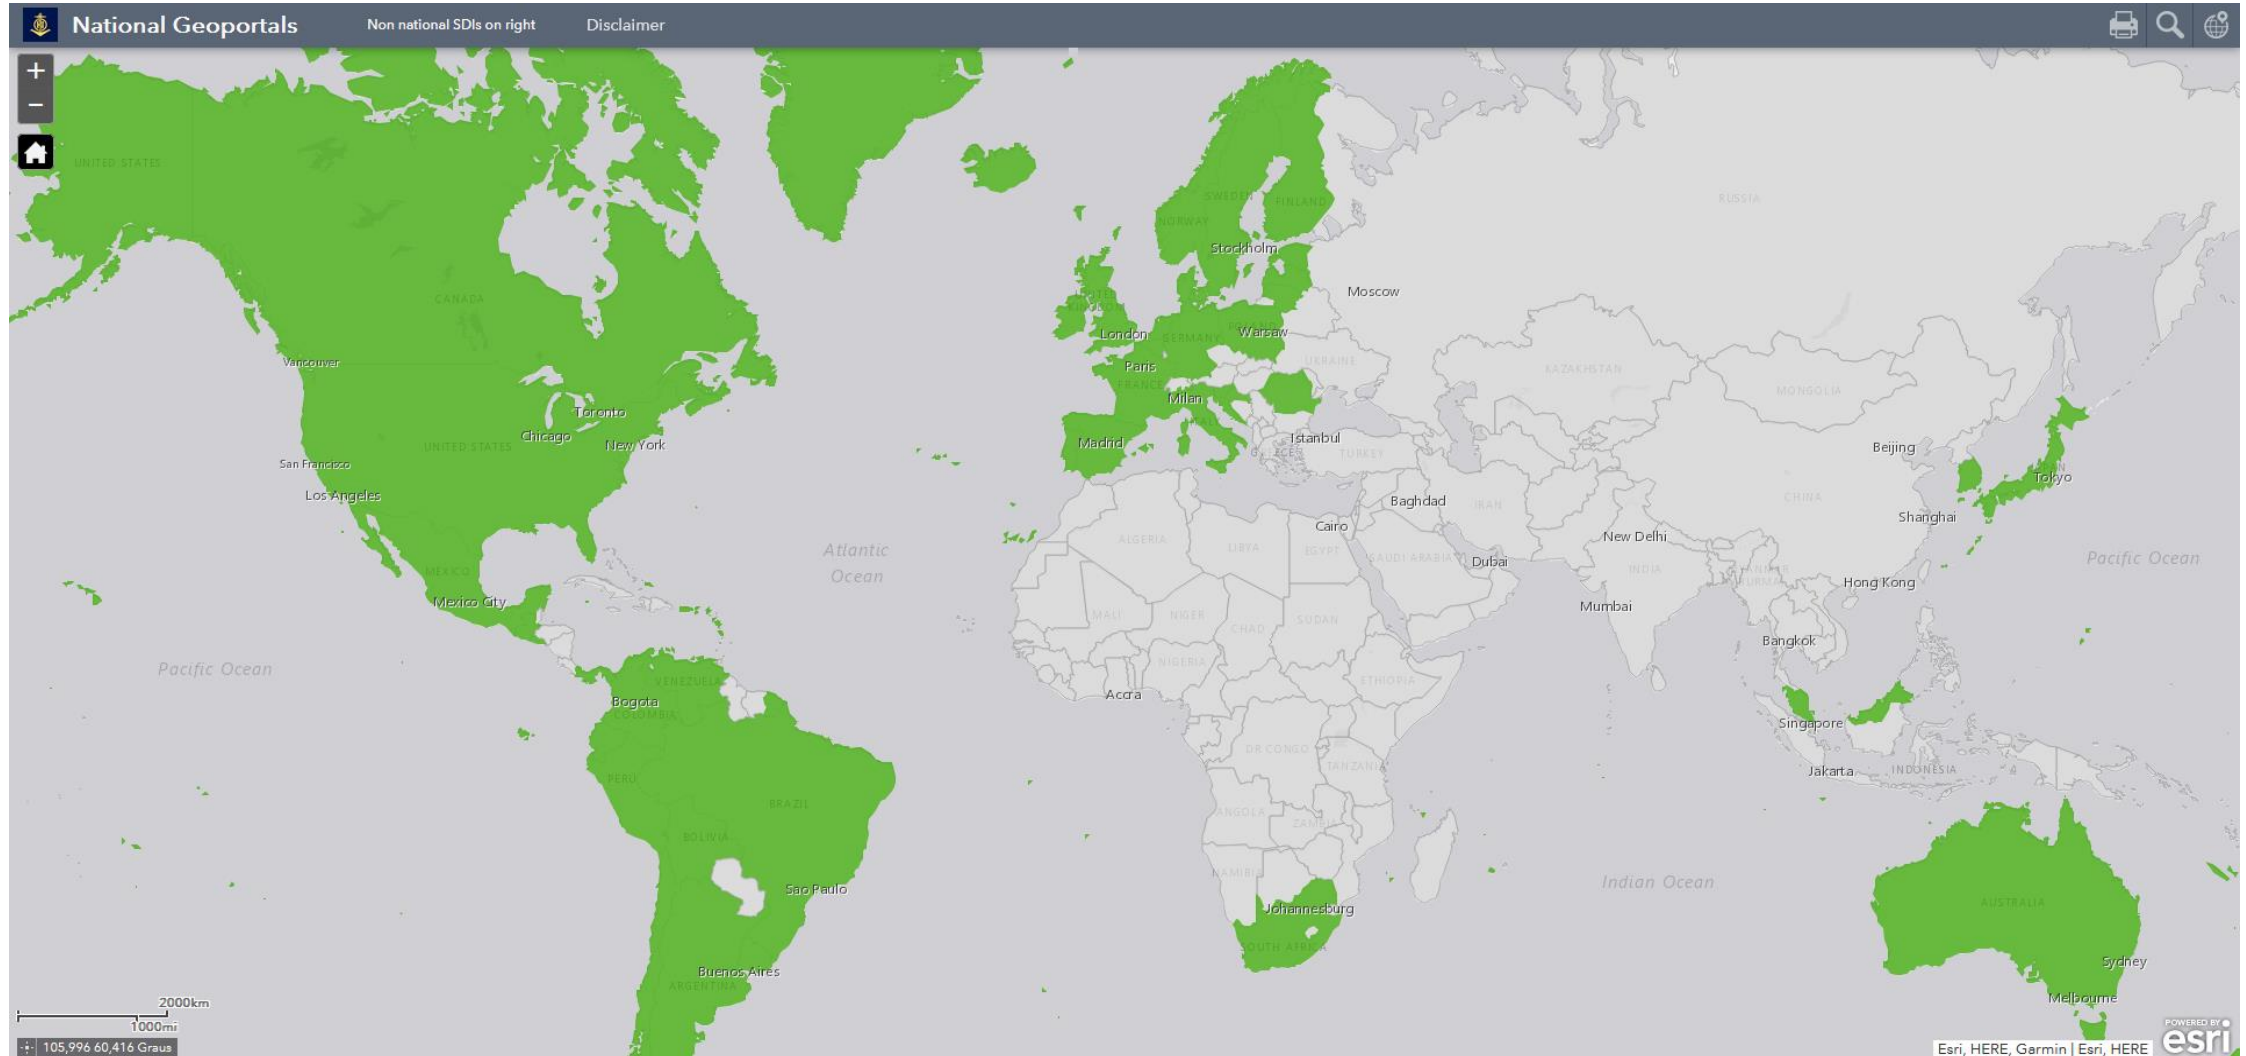 National Geoportals
Non national SDIs on right
Disclaimer
+
−
UNITED STATES
RUSSIA
SWEDEN
FINLAND
NORWAY
Stockholm
Moscow
CANADA
UNITED
KINGDOM
London
GERMANY
Warsaw
Vancouver
Paris
UKRAINE
FRANCE
KAZAKHSTAN
MONGOLIA
Milan
Toronto
Chicago
New York
UNITED STATES
Madrid
ITALY
Istanbul
GREECE
TURKEY
Beijing
San Francisco
Tokyo
Los Angeles
Baghdad
IRAN
CHINA
Shanghai
Cairo
New Delhi
ALGERIA
LIBYA
EGYPT
SAUDI ARABIA
Dubai
INDIA
Atlantic
Ocean
Pacific Ocean
MEXICO
Mexico City
Hong Kong
Mumbai
MALI
NIGER
CHAD
SUDAN
Bangkok
NIGERIA
Pacific Ocean
VENEZUELA
ETHIOPIA
Accra
Bogota
COLOMBIA
Singapore
DR CONGO
TANZANIA
Jakarta
INDONESIA
PERU
BRAZIL
ANGOLA
ZAMBIA
BOLIVIA
NAMIBIA
Sao Paulo
Indian Ocean
Johannesburg
AUSTRALIA
SOUTH AFRICA
Sydney
Buenos Aires
ARGENTINA
Melbourne
2000km
1000mi
105,996 60,416 Graus
POWERED BY
esri
Esri, HERE, Garmin | Esri, HERE